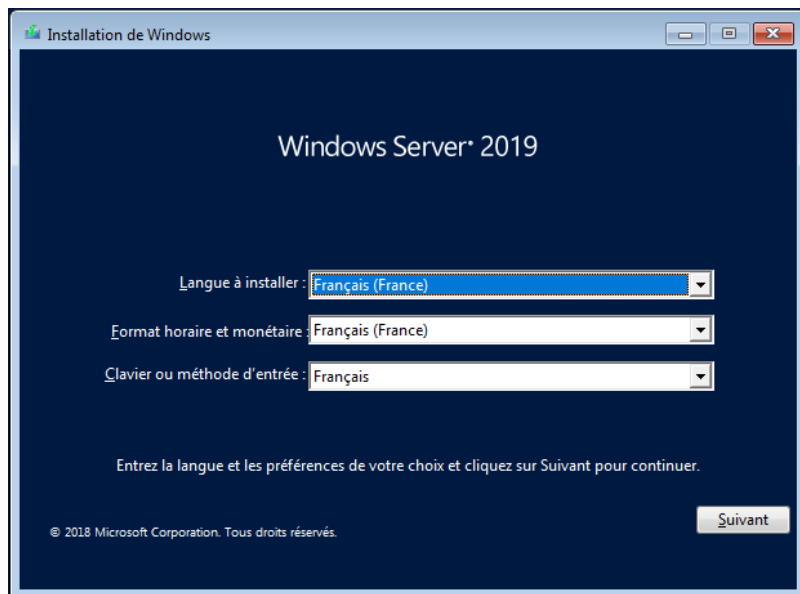 Installation de Windows
Windows Server® 2019
Langue à installer : Français (France)
Format horaire et monétaire : Français (France)
Clavier ou méthode d'entrée : Français
Entrez la langue et les préférences de votre choix et cliquez sur Suivant pour continuer.
Suivant
© 2018 Microsoft Corporation. Tous droits réservés.